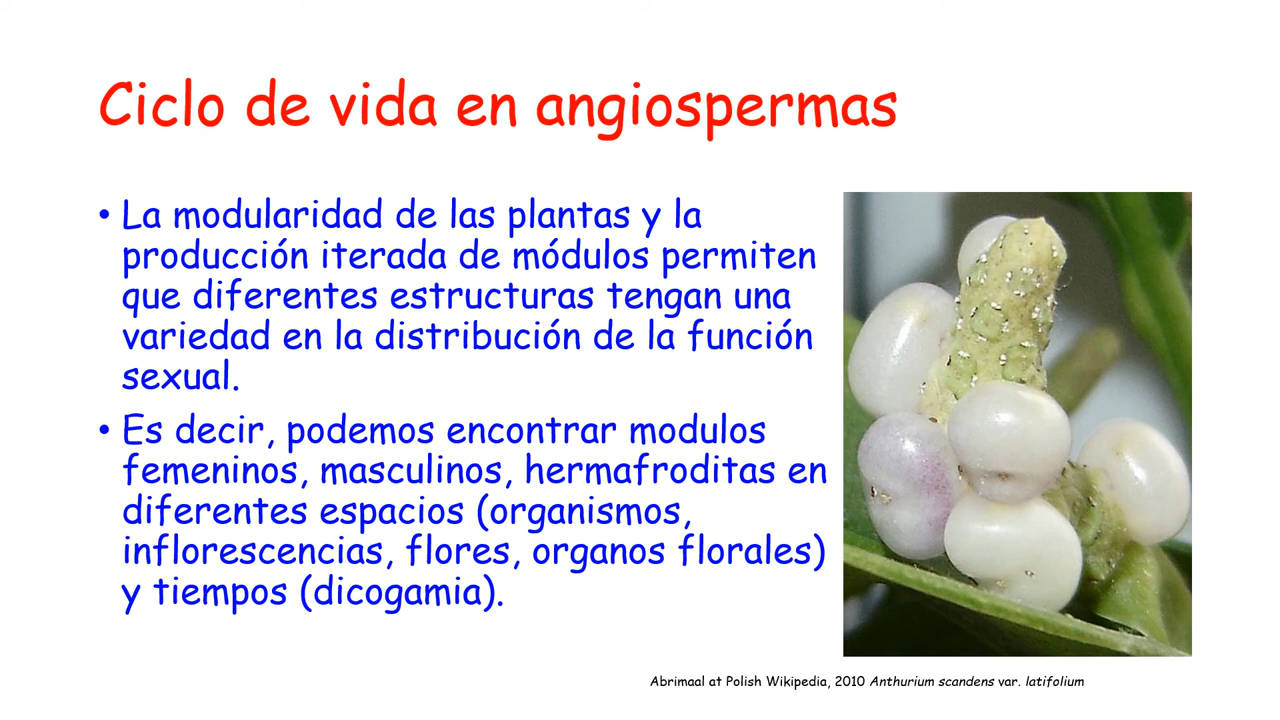 Ciclo de vida en angiospermas
• La modularidad de las plantas y la
producción iterada de módulos permiten
que diferentes estructuras tengan una
variedad en la distribución de la función
sexual.
• Es decir, podemos encontrar modulos
femeninos, masculinos, hermafroditas en
diferentes espacios (organismos,
inflorescencias, flores, organos florales)
y tiempos (dicogamia).
Abrimaal at Polish Wikipedia, 2010 Anthurium scandens var. latifolium